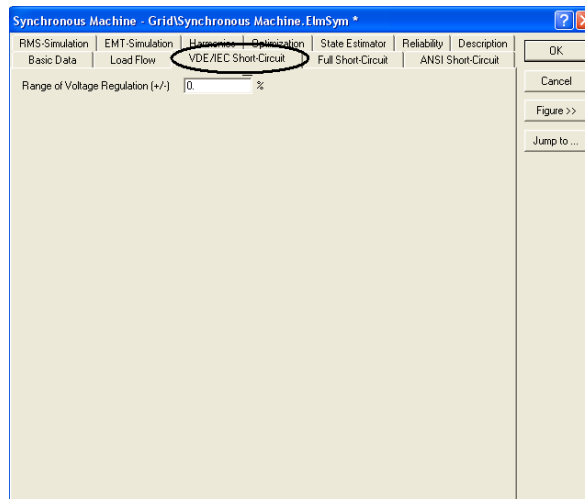 Synchronous Machine - Grid\Synchronous Machine.ElmSym *
RMS-Simulation EMT-Simulation Harmonics Optimization State Estimator Reliability Description
Basic Data Load Flow VDE/IEC Short-Circuit Full Short-Circuit ANSI Short-Circuit
Range of Voltage Regulation (+/-) 0. %
OK
Cancel
Figure >>
Jump to ...